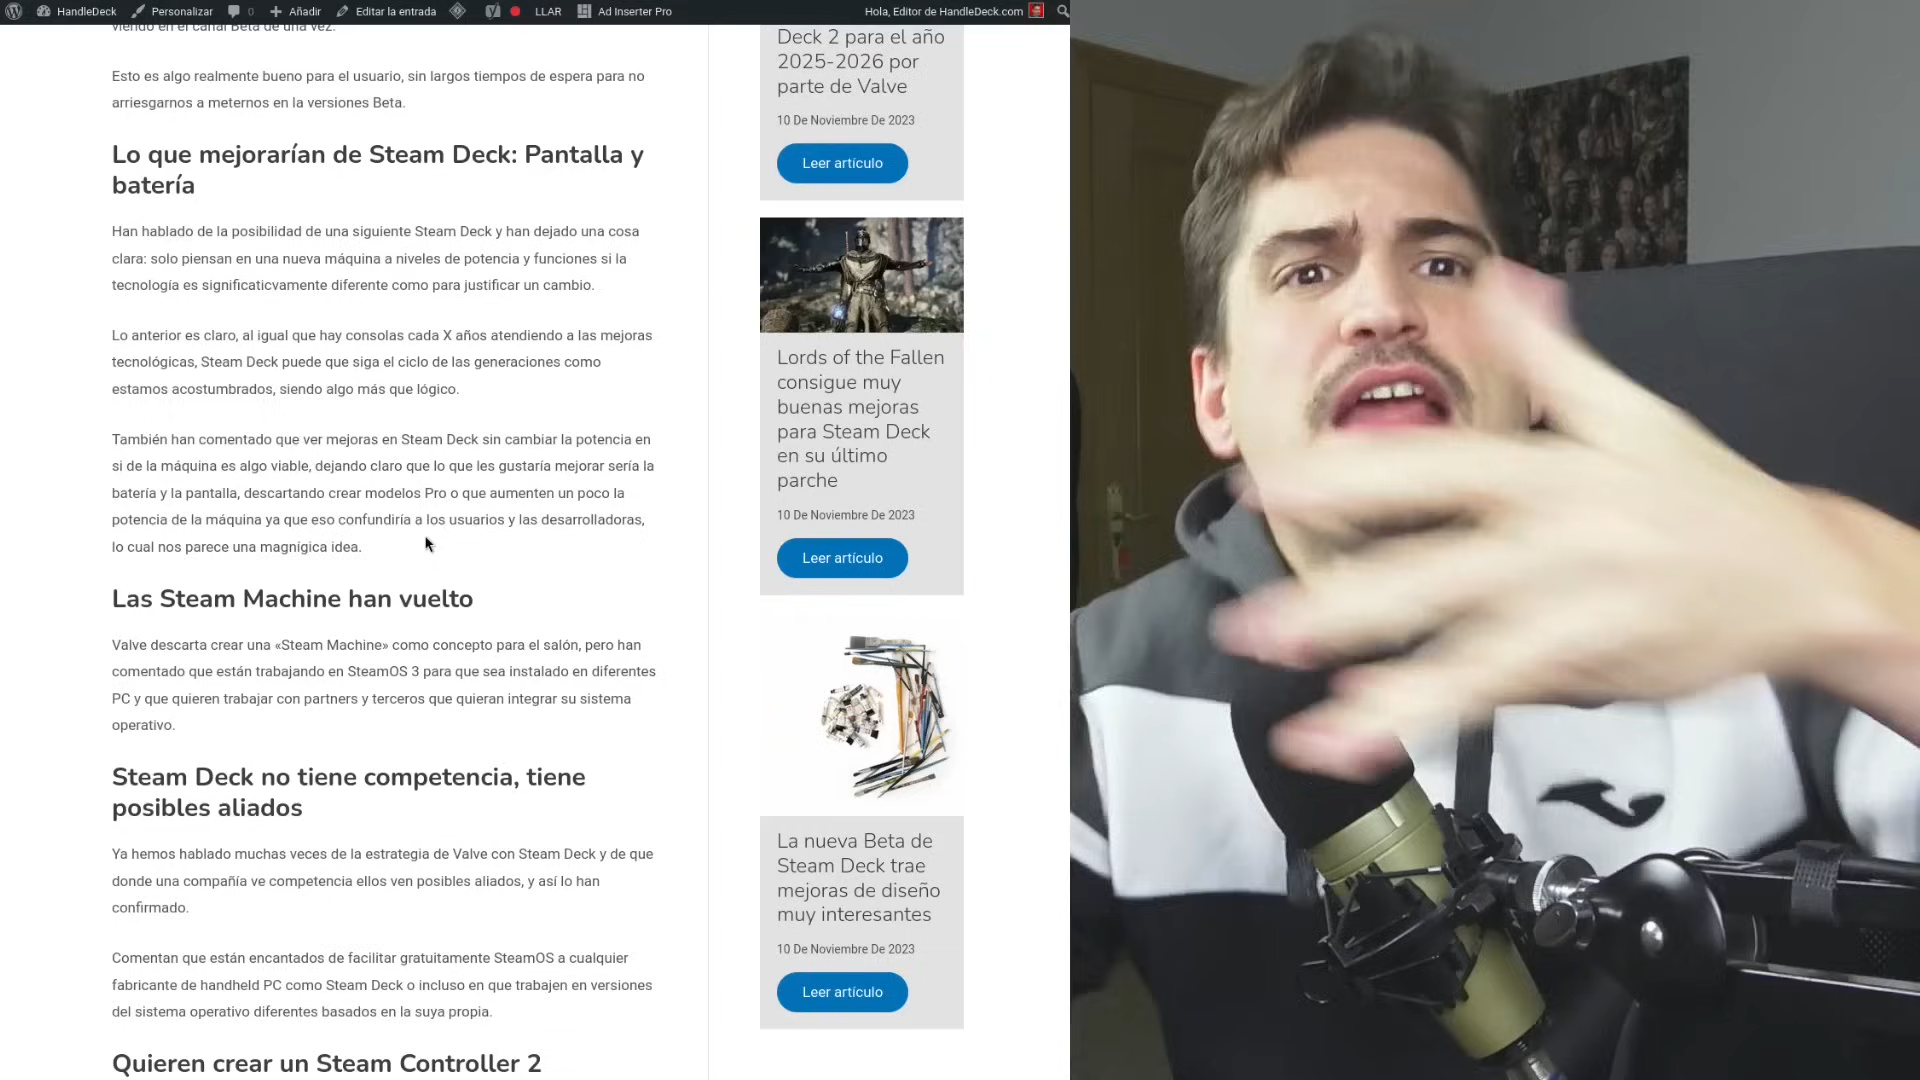 HandleDeck
Personalizar
0
Añadir
Editar la entrada
LLAR
Ad Inserter Pro
Hola, Editor de HandleDeck.com
viendo en el canal Beta de una vez.
Esto es algo realmente bueno para el usuario, sin largos tiempos de espera para no
arriesgarnos a meternos en la versiones Beta.
Lo que mejorarían de Steam Deck: Pantalla y
batería
Han hablado de la posibilidad de una siguiente Steam Deck y han dejado una cosa
clara: solo piensan en una nueva máquina a niveles de potencia y funciones si la
tecnología es significaticvamente diferente como para justificar un cambio.
Lo anterior es claro, al igual que hay consolas cada X años atendiendo a las mejoras
tecnológicas, Steam Deck puede que siga el ciclo de las generaciones como
estamos acostumbrados, siendo algo más que lógico.
También han comentado que ver mejoras en Steam Deck sin cambiar la potencia en
si de la máquina es algo viable, dejando claro que lo que les gustaría mejorar sería la
batería y la pantalla, descartando crear modelos Pro o que aumenten un poco la
potencia de la máquina ya que eso confundiría a los usuarios y las desarrolladoras,
lo cual nos parece una magnígica idea.
Las Steam Machine han vuelto
Valve descarta crear una «Steam Machine» como concepto para el salón, pero han
comentado que están trabajando en SteamOS 3 para que sea instalado en diferentes
PC y que quieren trabajar con partners y terceros que quieran integrar su sistema
operativo.
Steam Deck no tiene competencia, tiene
posibles aliados
Ya hemos hablado muchas veces de la estrategia de Valve con Steam Deck y de que
donde una compañía ve competencia ellos ven posibles aliados, y así lo han
confirmado.
Comentan que están encantados de facilitar gratuitamente SteamOS a cualquier
fabricante de handheld PC como Steam Deck o incluso en que trabajen en versiones
del sistema operativo diferentes basados en la suya propia.
Quieren crear un Steam Controller 2
Deck 2 para el año
2025-2026 por
parte de Valve
10 De Noviembre De 2023
Leer artículo
Lords of the Fallen
consigue muy
buenas mejoras
para Steam Deck
en su último
parche
10 De Noviembre De 2023
Leer artículo
La nueva Beta de
Steam Deck trae
mejoras de diseño
muy interesantes
10 De Noviembre De 2023
Leer artículo